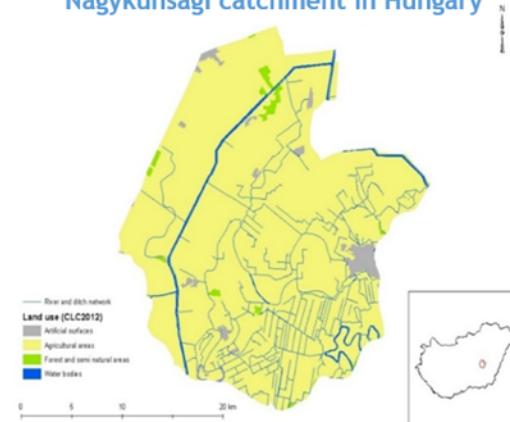 Nagykunsagi catchment in Hungary
N
River and ditch network
Land use (CLC2012)
Artificial surfaces
Agricultural areas
Forest and semi natural areas
Water bodies
0 5 10 20 km